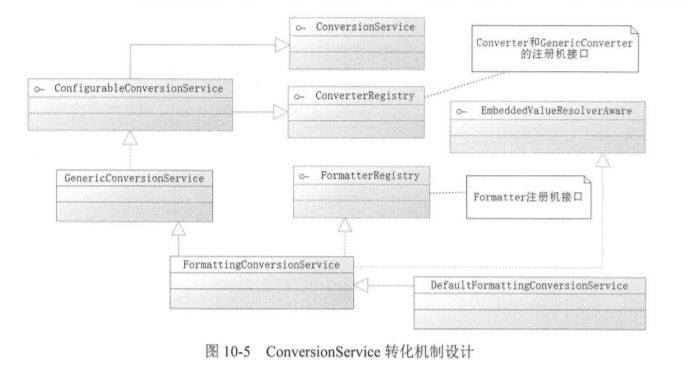 ConversionService
Converter和GenericConverter
的注册机接口
ConfigurableConversionService
ConverterRegistry
EmbeddedValueResolverAware
GenericConversionService
FormatterRegistry
Formatter注册机接口
FormattingConversionService
DefaultFormattingConversionService
图 10-5 ConversionService 转化机制设计